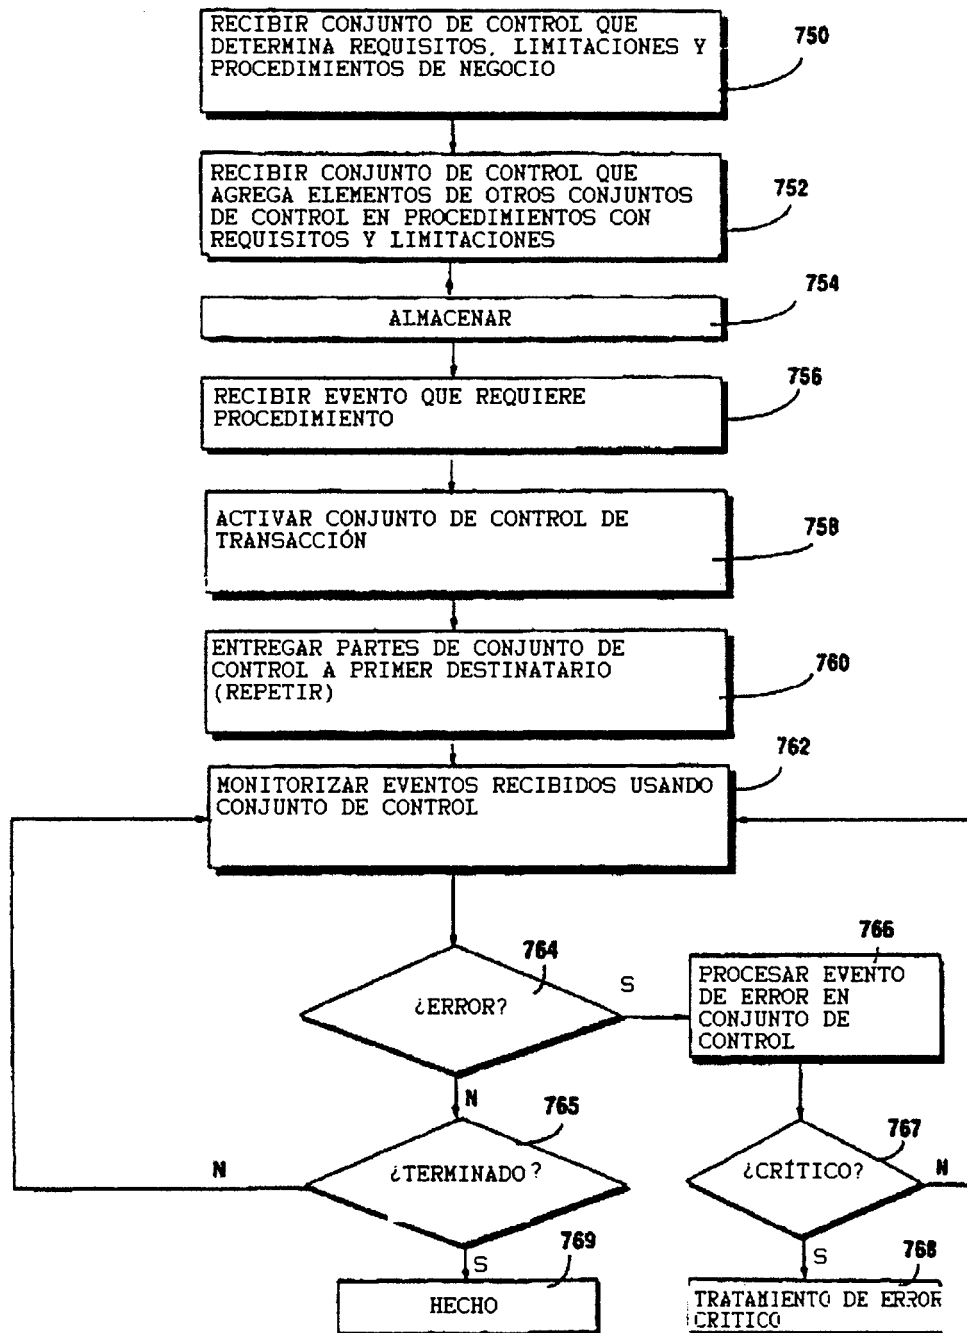 RECIBIR CONJUNTO DE CONTROL QUE
DETERMINA REQUISITOS, LIMITACIONES Y
PROCEDIMIENTOS DE NEGOCIO
750
RECIBIR CONJUNTO DE CONTROL QUE
AGREGA ELEMENTOS DE OTROS CONJUNTOS
DE CONTROL EN PROCEDIMIENTOS CON
REQUISITOS Y LIMITACIONES
752
754
ALMACENAR
756
RECIBIR EVENTO QUE REQUIERE
PROCEDIMIENTO
ACTIVAR CONJUNTO DE CONTROL DE
TRANSACCIÓN
758
ENTREGAR PARTES DE CONJUNTO DE
CONTROL A PRIMER DESTINATARIO
(REPETIR)
760
762
MONITORIZAR EVENTOS RECIBIDOS USANDO
CONJUNTO DE CONTROL
764
¿ERROR?
S
N
766
PROCESAR EVENTO
DE ERROR EN
CONJUNTO DE
CONTROL
765
¿TERMINADO?
N
S
767
¿CRÍTICO?
N
S
769
HECHO
768
TRATAMIENTO DE ERROR
CRITICO